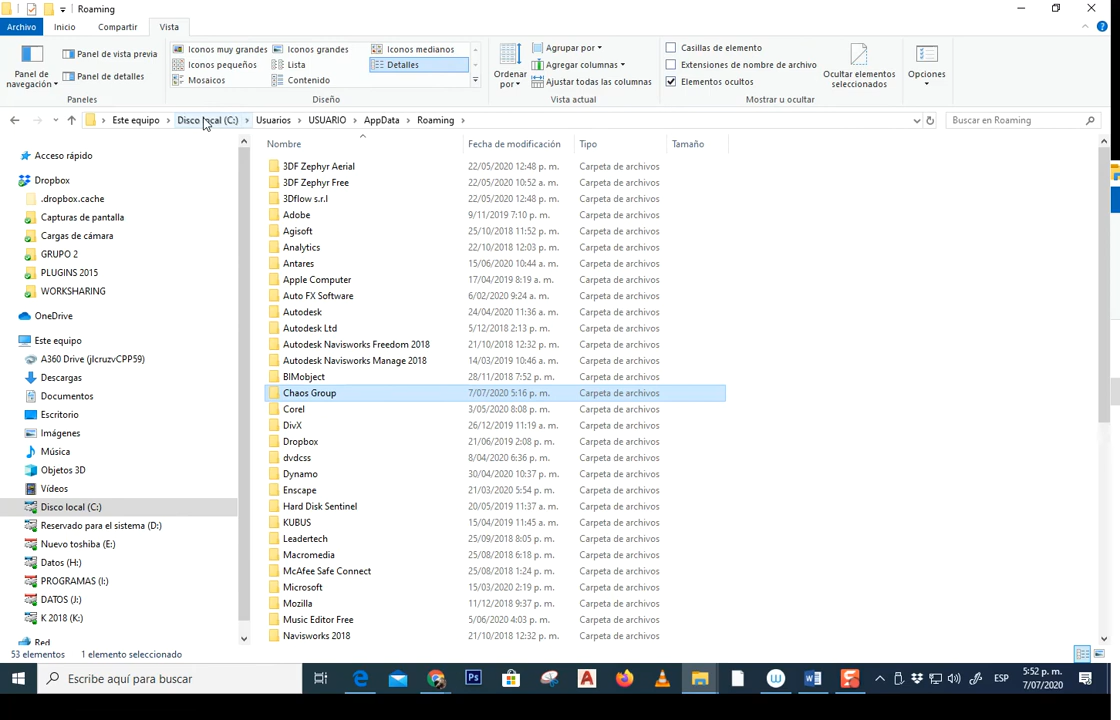 Roaming
Archivo Inicio Compartir Vista
Panel de navegación
Panel de vista previa
Panel de detalles
Paneles
Iconos muy grandes Iconos grandes Iconos medianos
Iconos pequeños Lista Detalles
Mosaicos Contenido
Diseño
Ordenar por
Agrupar por
Agregar columnas
Ajustar todas las columnas
Vista actual
Casillas de elemento
Extensiones de nombre de archivo
Elementos ocultos
Ocultar elementos seleccionados
Mostrar u ocultar
Opciones
Este equipo Disco local (C:) Usuarios USUARIO AppData Roaming
Buscar en Roaming
Acceso rápido
Dropbox
.dropbox.cache
Capturas de pantalla
Cargas de cámara
GRUPO 2
PLUGINS 2015
WORKSHARING
OneDrive
Este equipo
A360 Drive (jlcruzvCPP59)
Descargas
Documentos
Escritorio
Imágenes
Música
Objetos 3D
Vídeos
Disco local (C:)
Reservado para el sistema (D:)
Nuevo toshiba (E:)
Datos (H:)
PROGRAMAS (I:)
DATOS (J:)
K 2018 (K:)
Red
Nombre Fecha de modificación Tipo Tamaño
3DF Zephyr Aerial 22/05/2020 12:48 p. m. Carpeta de archivos
3DF Zephyr Free 22/05/2020 10:52 a. m. Carpeta de archivos
3Dflow s.r.l 22/05/2020 12:48 p. m. Carpeta de archivos
Adobe 9/11/2019 7:10 p. m. Carpeta de archivos
Agisoft 25/10/2018 11:52 p. m. Carpeta de archivos
Analytics 22/10/2018 12:03 p. m. Carpeta de archivos
Antares 15/06/2020 10:44 a. m. Carpeta de archivos
Apple Computer 17/04/2019 8:19 a. m. Carpeta de archivos
Auto FX Software 6/02/2020 9:24 a. m. Carpeta de archivos
Autodesk 24/04/2020 11:36 a. m. Carpeta de archivos
Autodesk Ltd 5/12/2018 2:13 p. m. Carpeta de archivos
Autodesk Navisworks Freedom 2018 21/10/2018 12:32 p. m. Carpeta de archivos
Autodesk Navisworks Manage 2018 14/03/2019 10:46 a. m. Carpeta de archivos
BIMobject 28/11/2018 7:52 p. m. Carpeta de archivos
Chaos Group 7/07/2020 5:16 p. m. Carpeta de archivos
Corel 3/05/2020 8:08 p. m. Carpeta de archivos
DivX 26/12/2019 11:19 a. m. Carpeta de archivos
Dropbox 21/06/2019 2:08 p. m. Carpeta de archivos
dvdcss 8/04/2020 6:36 p. m. Carpeta de archivos
Dynamo 30/04/2020 10:37 p. m. Carpeta de archivos
Enscape 21/03/2020 5:54 p. m. Carpeta de archivos
Hard Disk Sentinel 20/05/2019 11:37 a. m. Carpeta de archivos
KUBUS 15/04/2019 11:45 a. m. Carpeta de archivos
Leadertech 25/09/2018 8:05 p. m. Carpeta de archivos
Macromedia 25/08/2018 6:18 p. m. Carpeta de archivos
McAfee Safe Connect 25/08/2018 1:24 p. m. Carpeta de archivos
Microsoft 15/03/2020 2:19 p. m. Carpeta de archivos
Mozilla 11/12/2018 9:37 p. m. Carpeta de archivos
Music Editor Free 5/06/2020 4:03 p. m. Carpeta de archivos
Navisworks 2018 21/10/2018 12:32 p. m. Carpeta de archivos
53 elementos 1 elemento seleccionado
Escribe aquí para buscar
ESP
5:52 p. m.
7/07/2020